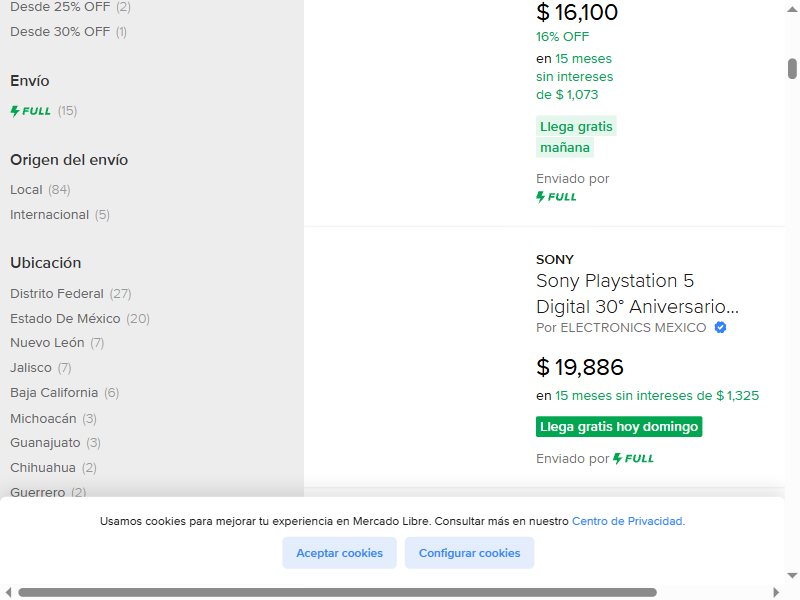 Desde 25% OFF (2)
Desde 30% OFF (1)
Envío
FULL (15)
Origen del envío
Local (84)
Internacional (5)
Ubicación
Distrito Federal (27)
Estado De México (20)
Nuevo León (7)
Jalisco (7)
Baja California (6)
Michoacán (3)
Guanajuato (3)
Chihuahua (2)
Guerrero (2)
$ 16,100
16% OFF
en 15 meses
sin intereses
de $ 1,073
Llega gratis
mañana
Enviado por
FULL
SONY
Sony Playstation 5
Digital 30° Aniversario...
Por ELECTRONICS MEXICO
$ 19,886
en 15 meses sin intereses de $ 1,325
Llega gratis hoy domingo
Enviado por FULL
Usamos cookies para mejorar tu experiencia en Mercado Libre. Consultar más en nuestro Centro de Privacidad.
Aceptar cookies
Configurar cookies